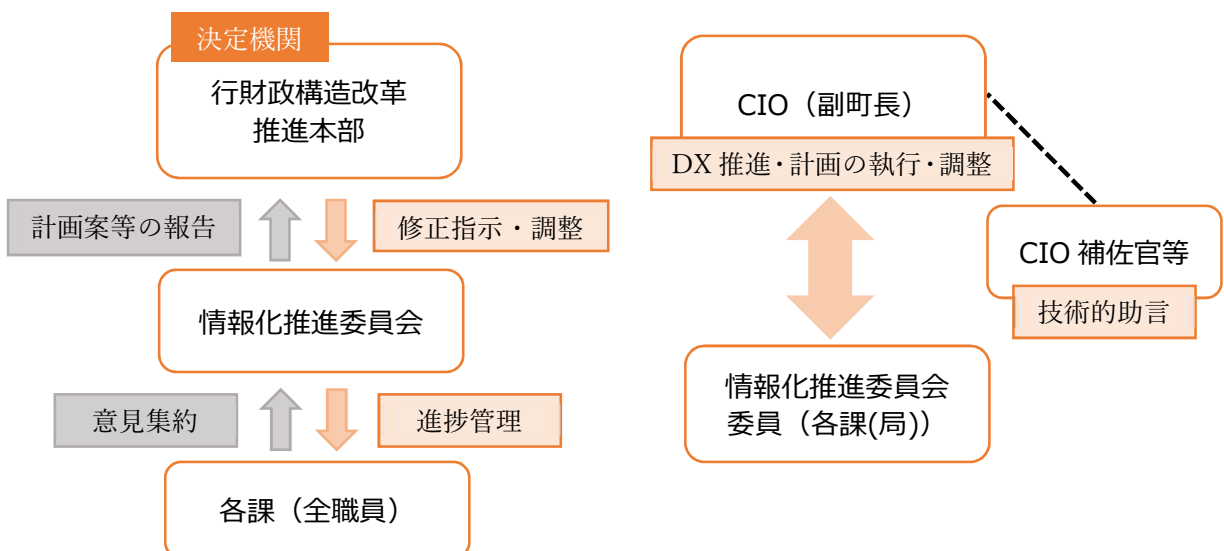 決定機関
行財政構造改革
推進本部
計画案等の報告
修正指示・調整
情報化推進委員会
意見集約
進捗管理
各課（全職員）
CIO（副町長）
DX 推進・計画の執行・調整
CIO 補佐官等
技術的助言
情報化推進委員会
委員（各課(局)）